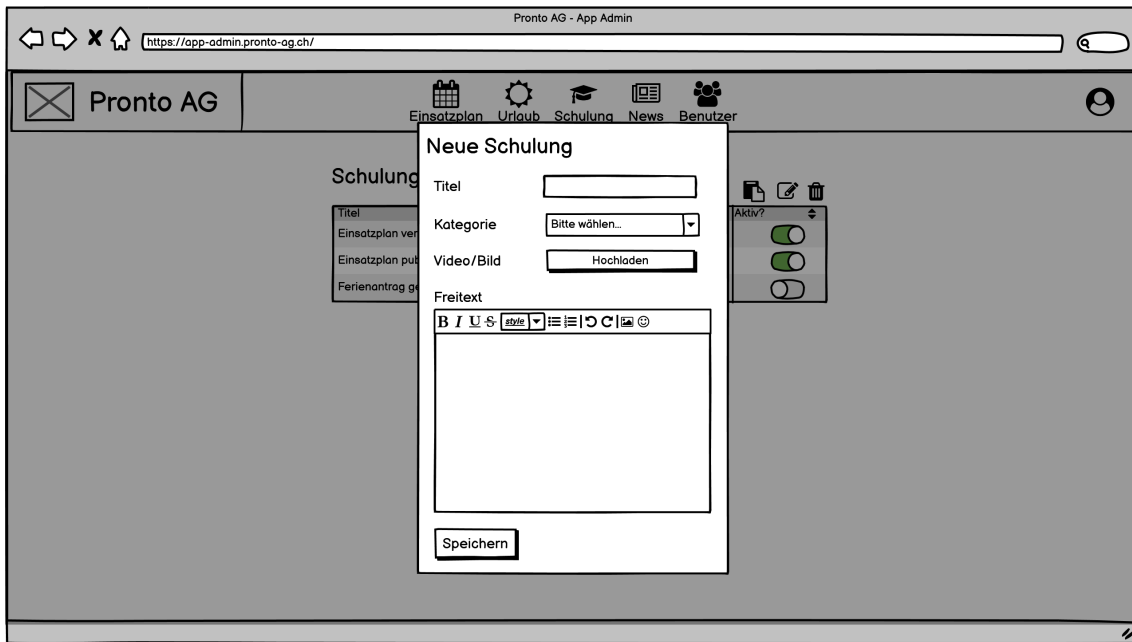 Pronto AG - App Admin
https://app-admin.pronto-ag.ch/
Pronto AG
Einsatzplan Urlaub Schulung News Benutzer
Neue Schulung
Schulung
Titel
Kategorie
Bitte wählen...
Video/Bild
Hochladen
Freitext
B I U S style
Speichern
Titel
Aktiv?
Einsatzplan ver
Einsatzplan pub
Ferienantrag ge